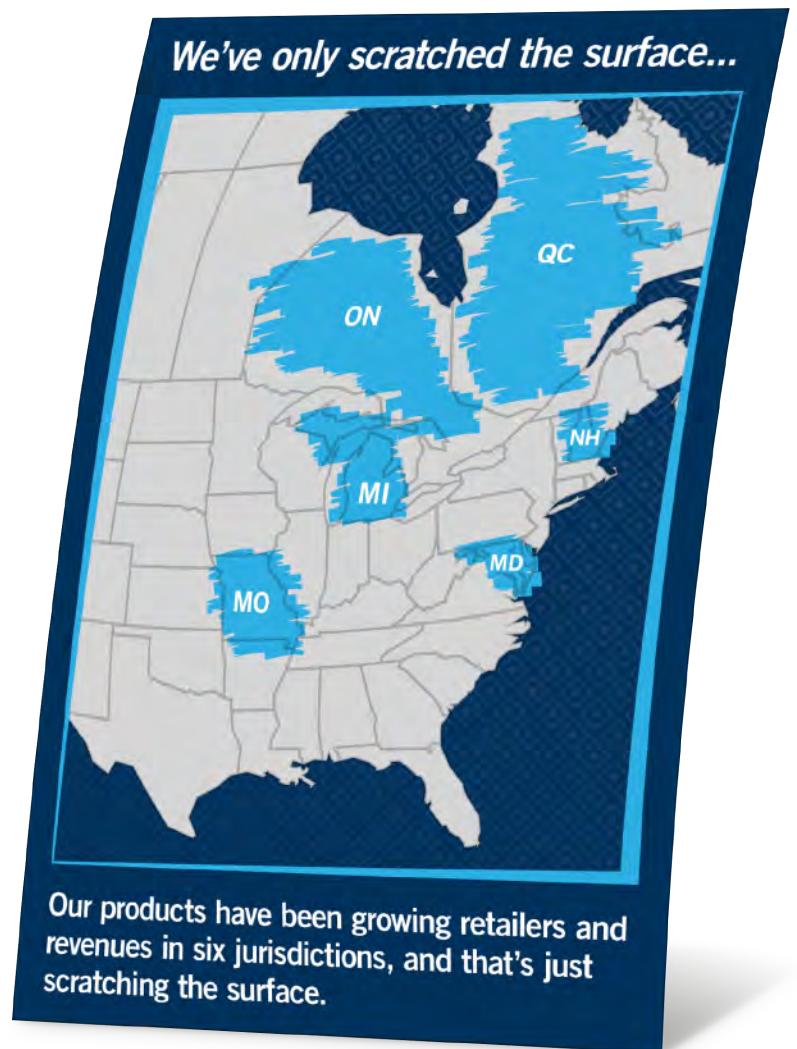 We've only scratched the surface...
QC
ON
NH
MI
MD
MO
Our products have been growing retailers and
revenues in six jurisdictions, and that's just
scratching the surface.